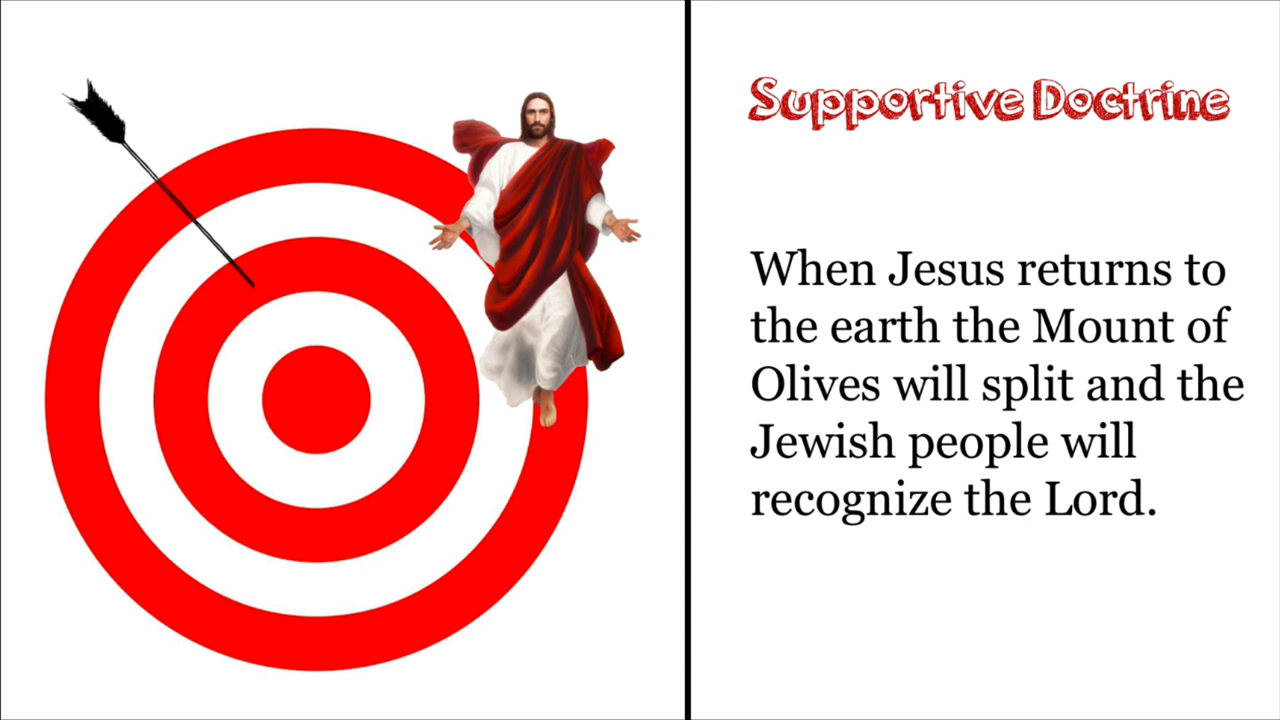 Supportive Doctrine
When Jesus returns to
the earth the Mount of
Olives will split and the
Jewish people will
recognize the Lord.